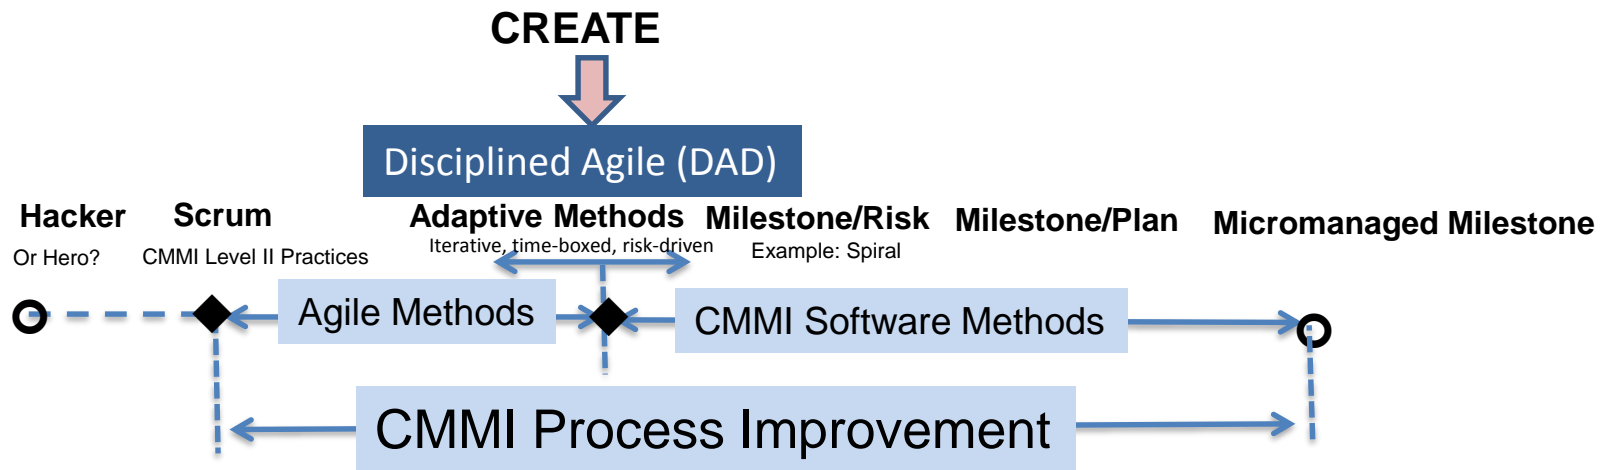 CREATE
Disciplined Agile (DAD)
Hacker
Or Hero?
Scrum
CMMI Level II Practices
Adaptive Methods
Iterative, time-boxed, risk-driven
Milestone/Risk
Example: Spiral
Milestone/Plan
Micromanaged Milestone
Agile Methods
CMMI Software Methods
CMMI Process Improvement